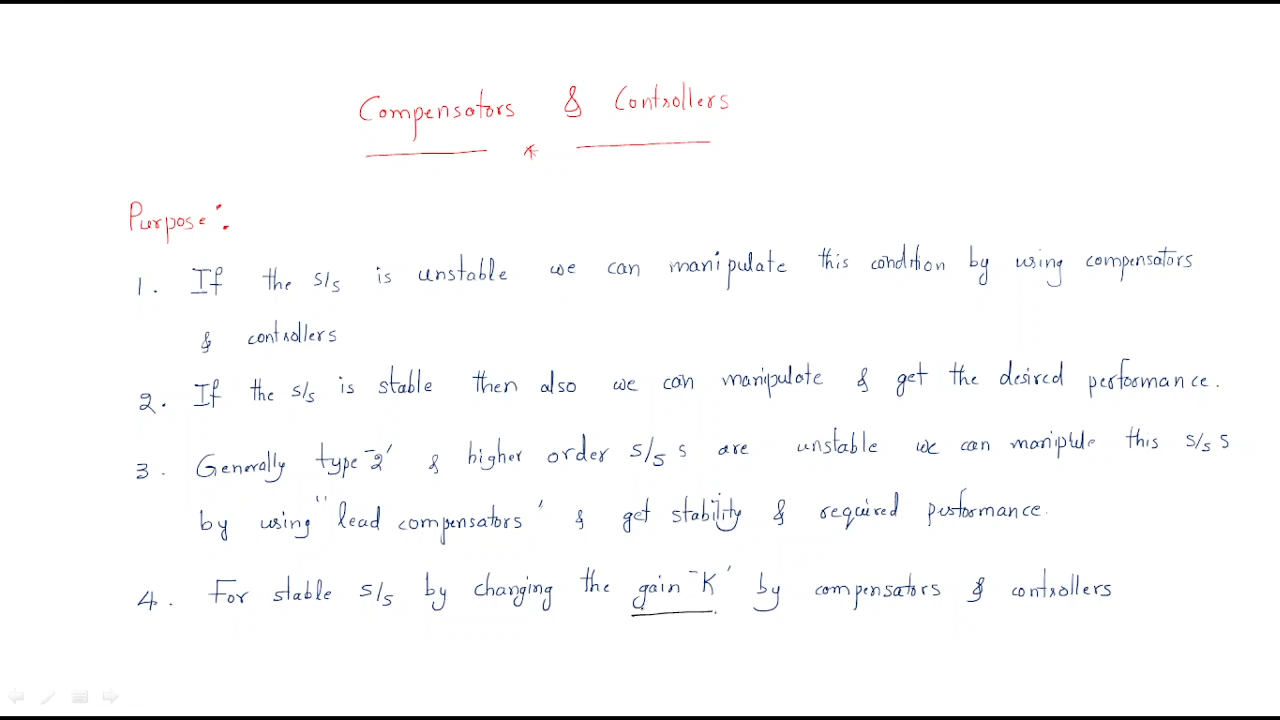 Compensators & Controllers
*
Purpose:
1. If the s/s is unstable we can manipulate this condition by using compensators
& controllers
2. If the s/s is stable then also we can manipulate & get the desired performance.
3. Generally type-2' & higher order s/s s are unstable we can maniplule this s/s s
by using "lead compensators' & get stability & required performance.
4. For stable s/s by changing the gain -K' by compensators & controllers